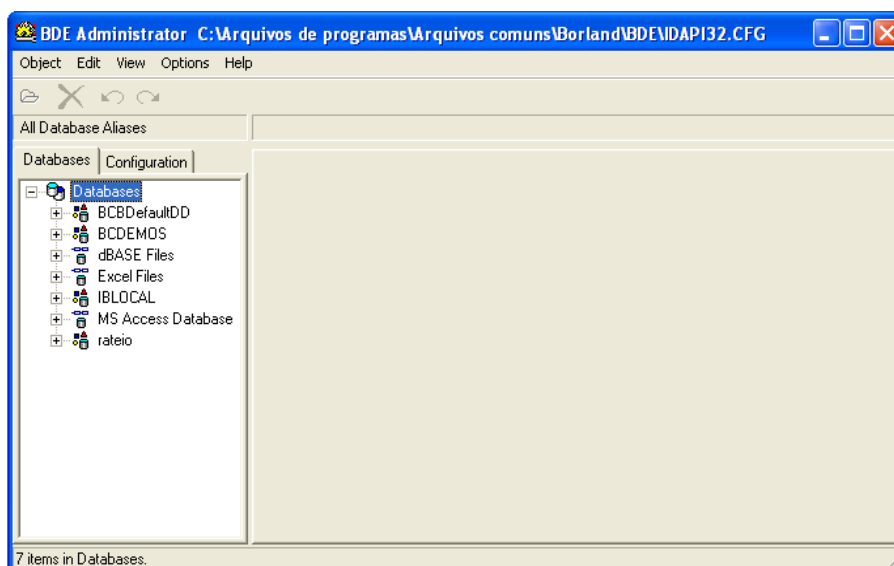 BDE Administrator C:\Arquivos de programas\Arquivos comuns\Borland\BDE\IDAPI32.CFG
Object Edit View Options Help
All Database Aliases
Databases Configuration
Databases
BCBDefaultDD
BCDEMOS
dBASE Files
Excel Files
IBLOCAL
MS Access Database
rateio
7 items in Databases.